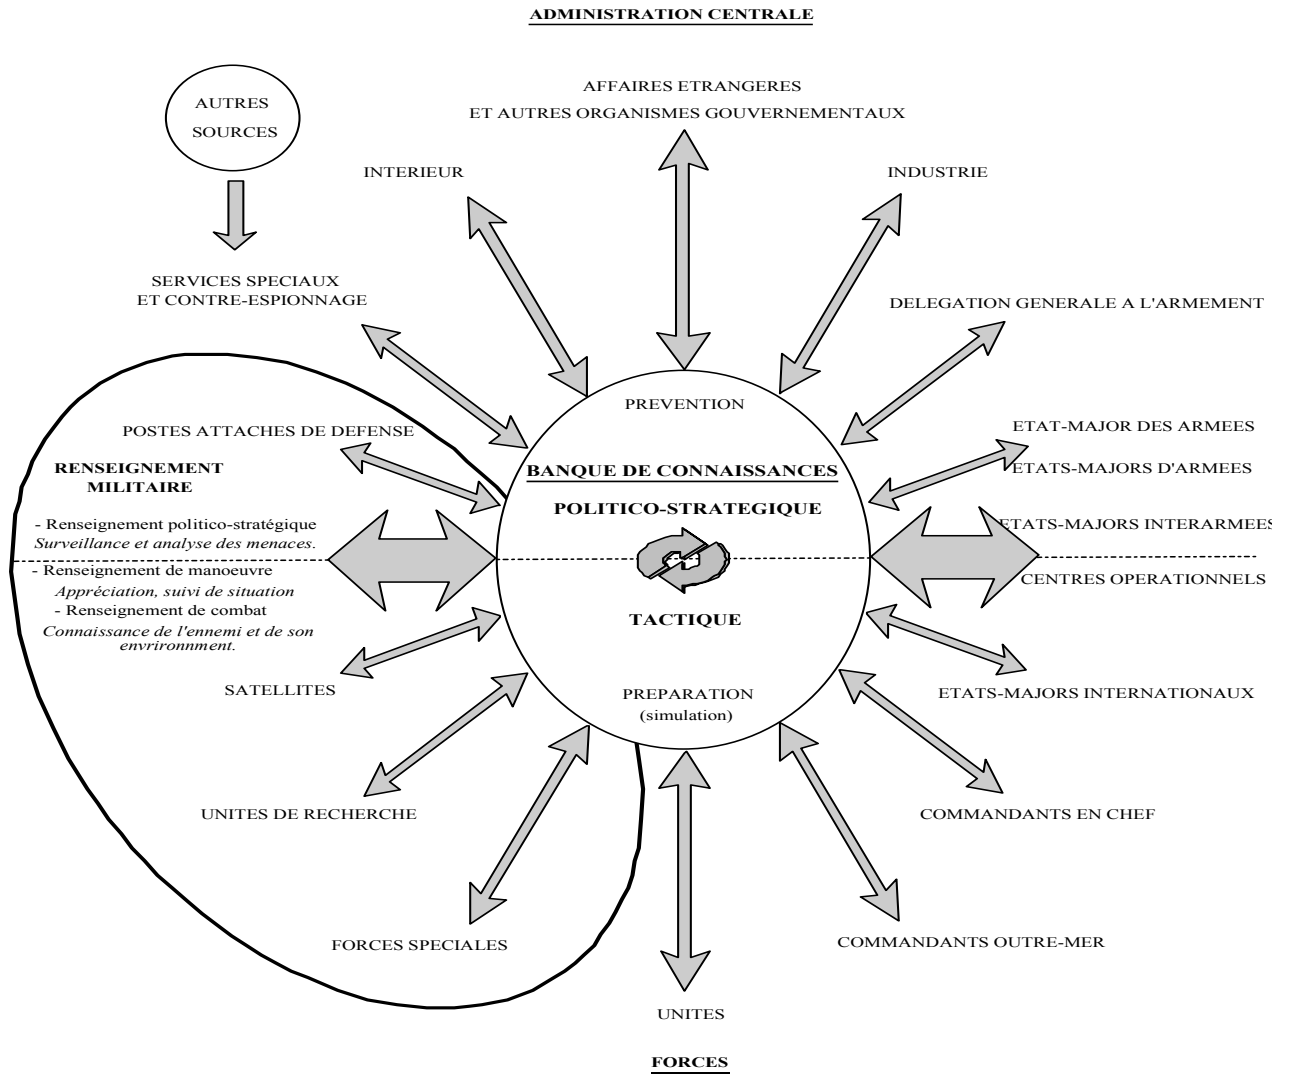 ADMINISTRATION CENTRALE
AUTRES
SOURCES
AFFAIRES ETRANGERES
ET AUTRES ORGANISMES GOUVERNEMENTAUX
INTERIEUR
INDUSTRIE
SERVICES SPECIAUX
ET CONTRE-ESPIONNAGE
DELEGATION GENERALE A L'ARMEMENT
PREVENTION
POSTES ATTACHES DE DEFENSE
ETAT-MAJOR DES ARMEES
RENSEIGNEMENT
MILITAIRE
BANQUE DE CONNAISSANCES
ETATS-MAJORS D'ARMEES
POLITICO-STRATEGIQUE
- Renseignement politico-stratégique
Surveillance et analyse des menaces.
ETATS-MAJORS INTERARMEES
- Renseignement de manoeuvre
Appréciation, suivi de situation
- Renseignement de combat
Connaissance de l'ennemi et de son
envrironnment.
CENTRES OPERATIONNELS
TACTIQUE
SATELLITES
PREPARATION
(simulation)
ETATS-MAJORS INTERNATIONAUX
UNITES DE RECHERCHE
COMMANDANTS EN CHEF
FORCES SPECIALES
COMMANDANTS OUTRE-MER
UNITES
FORCES